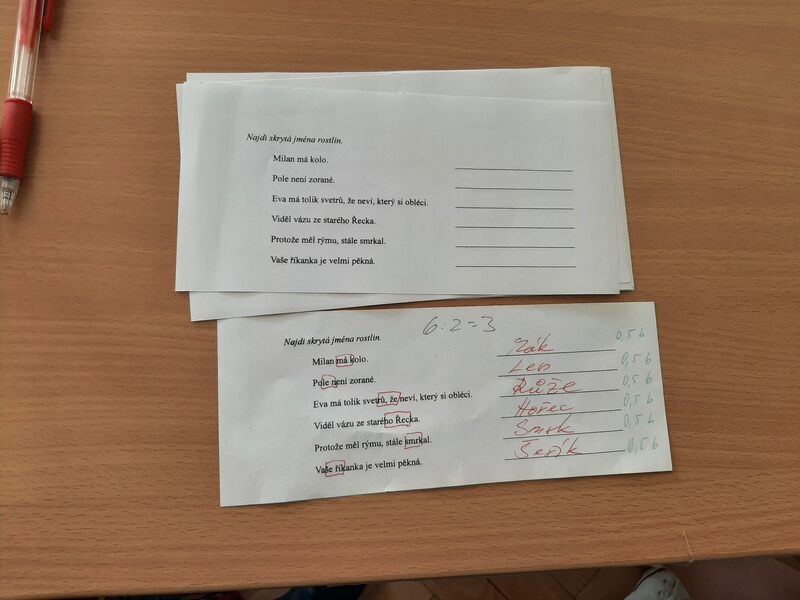 Najdi skrytá jména rostlin.
Milan má kolo.
Pole není zorané.
Eva má tolik svetrů, že neví, který si obléci.
Viděl vázu ze starého Řecka.
Protože měl rýmu, stále smrkal.
Vaše říkanka je velmi pěkná.
6:2=3
Najdi skrytá jména rostlin.
Milan má kolo. Mák 0,5 b
Pole není zorané. Len 0,5 b
Eva má tolik svetrů, že neví, který si obléci. Růže 0,5 b
Viděl vázu ze starého Řecka. Hořec 0,5 b
Protože měl rýmu, stále smrkal. Smrk 0,5 b
Vaše říkanka je velmi pěkná. Šeřík 0,5 b